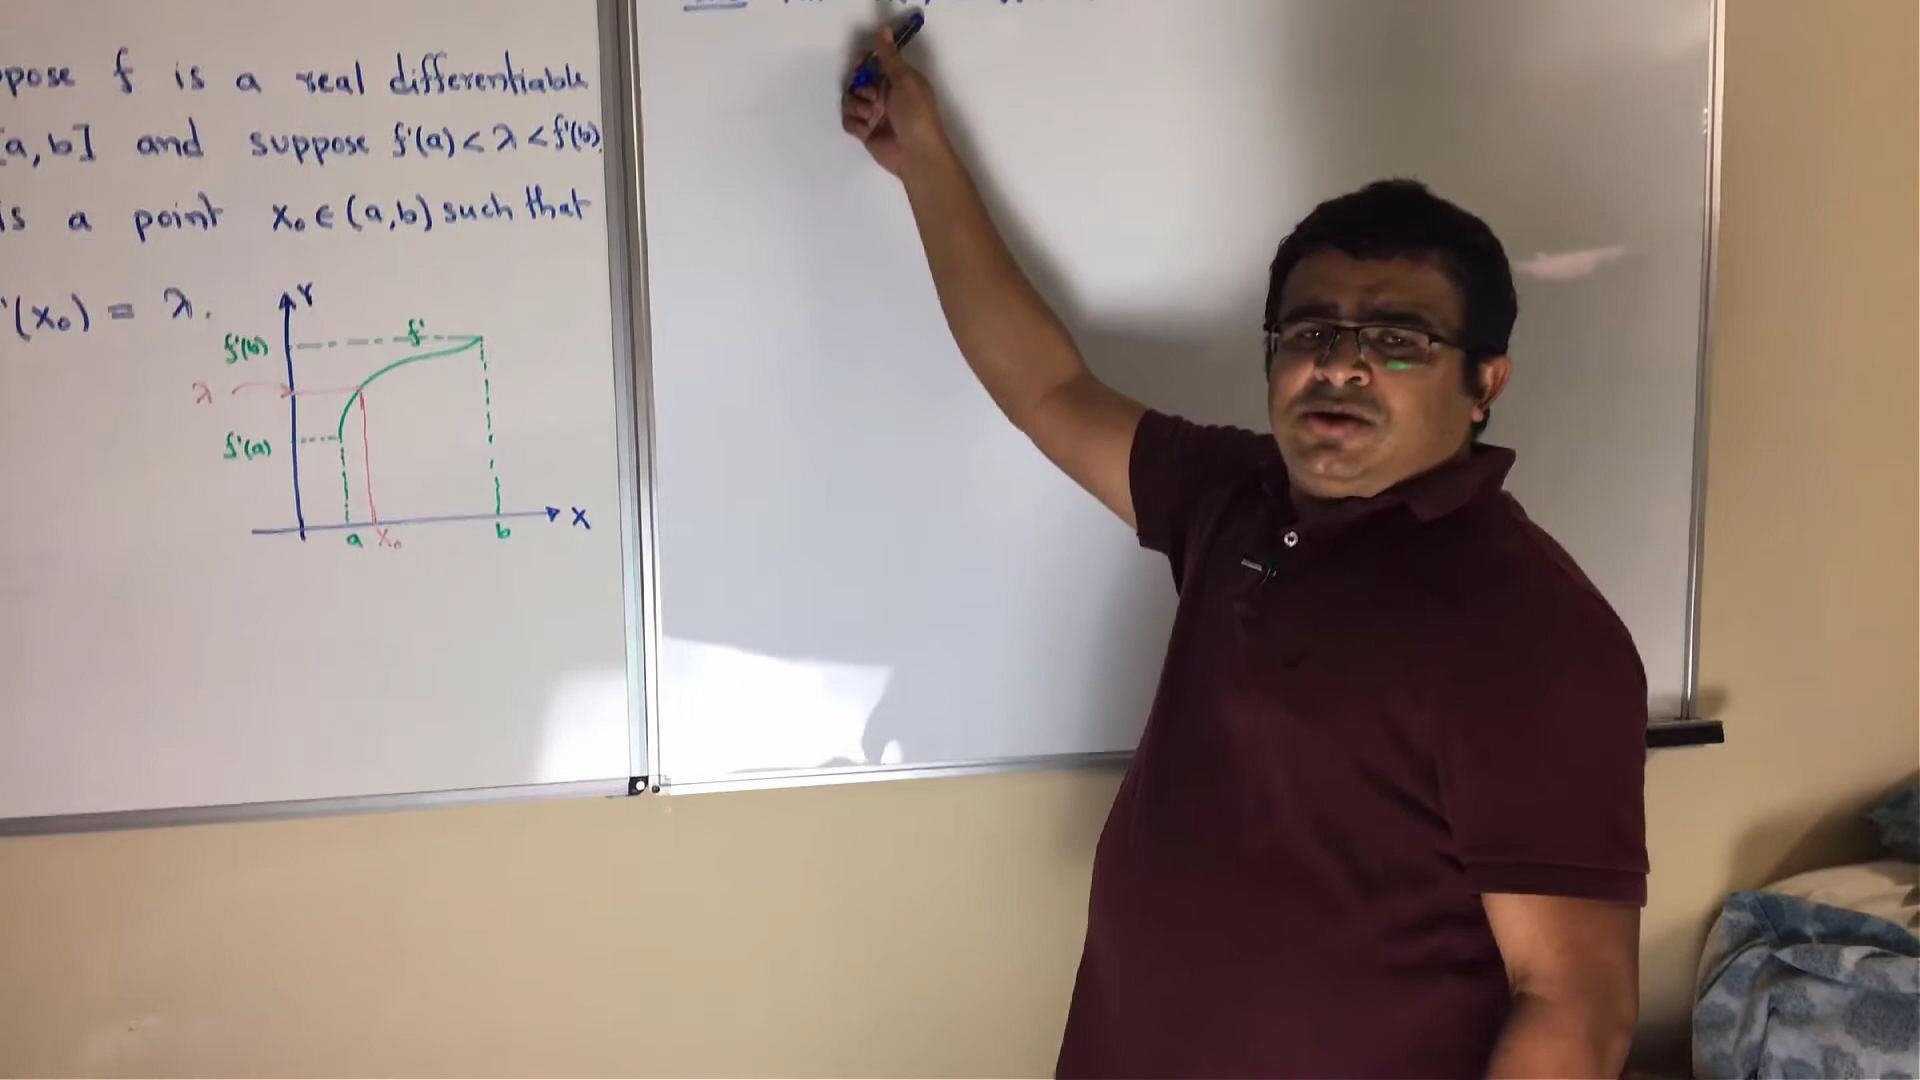 pose f is a real differentiable
[a, b] and suppose f'(a) < λ < f'(b).
is a point x₀ ∈ (a, b) such that
'(x₀) = λ.
Y
f'
f'(b)
λ
f'(a)
X
a x₀ b